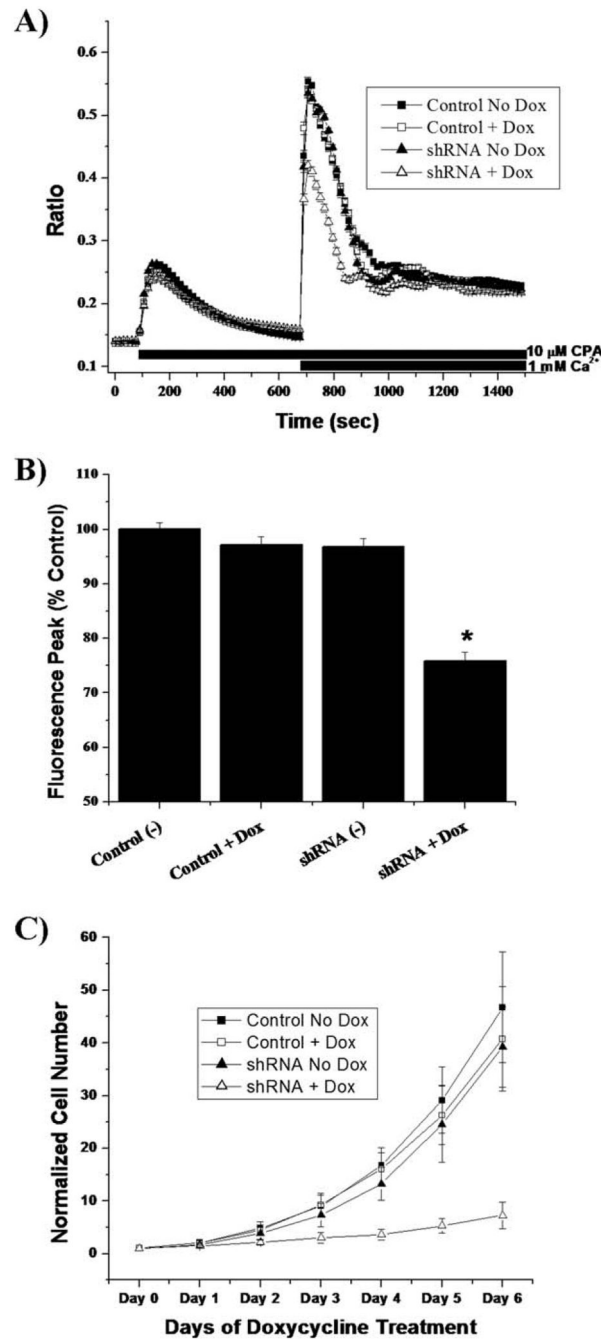 A)
0.6
0.5
0.4
0.3
0.2
0.1
Ratio
Control No Dox
Control + Dox
shRNA No Dox
shRNA + Dox
10 μM CPA
1 mM Ca²⁺
0 200 400 600 800 1000 1200 1400
Time (sec)
B)
110
100
90
80
70
60
50
Fluorescence Peak (% Control)
*
Control (-)
Control + Dox
shRNA (-)
shRNA + Dox
C)
60
50
40
30
20
10
0
Normalized Cell Number
Control No Dox
Control + Dox
shRNA No Dox
shRNA + Dox
Day 0 Day 1 Day 2 Day 3 Day 4 Day 5 Day 6
Days of Doxycycline Treatment